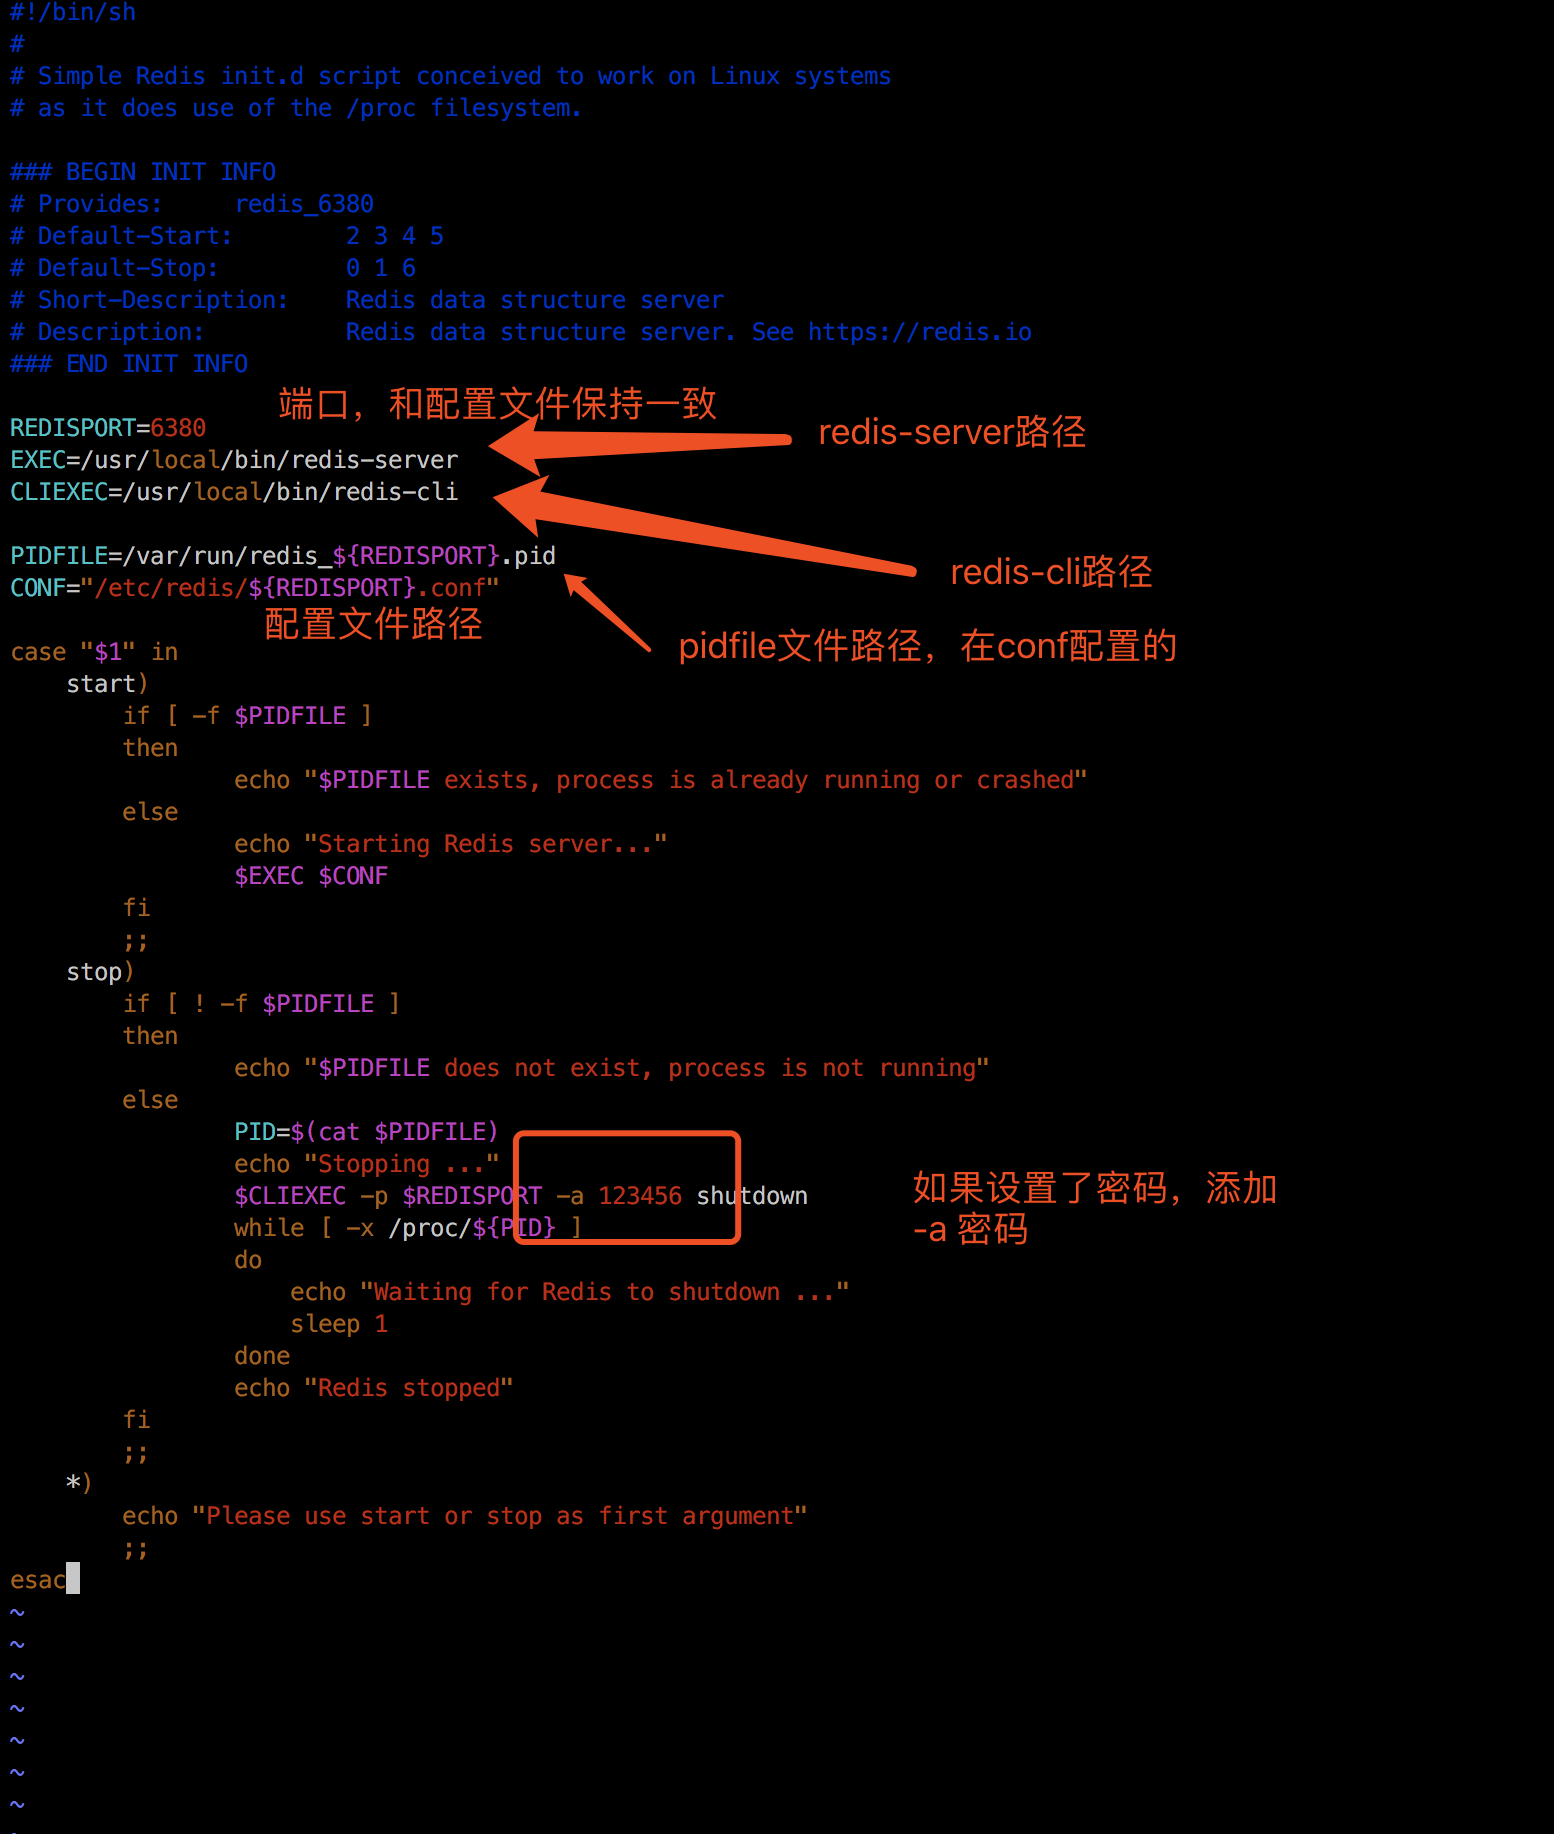 #!/bin/sh
#
# Simple Redis init.d script conceived to work on Linux systems
# as it does use of the /proc filesystem.
### BEGIN INIT INFO
# Provides:     redis_6380
# Default-Start:        2 3 4 5
# Default-Stop:         0 1 6
# Short-Description:    Redis data structure server
# Description:          Redis data structure server. See https://redis.io
### END INIT INFO
端口，和配置文件保持一致
REDISPORT=6380
redis-server路径
EXEC=/usr/local/bin/redis-server
CLIEXEC=/usr/local/bin/redis-cli
PIDFILE=/var/run/redis_${REDISPORT}.pid
redis-cli路径
CONF="/etc/redis/${REDISPORT}.conf"
配置文件路径
pidfile文件路径，在conf配置的
case "$1" in
    start)
        if [ -f $PIDFILE ]
        then
                echo "$PIDFILE exists, process is already running or crashed"
        else
                echo "Starting Redis server..."
                $EXEC $CONF
        fi
        ;;
    stop)
        if [ ! -f $PIDFILE ]
        then
                echo "$PIDFILE does not exist, process is not running"
        else
                PID=$(cat $PIDFILE)
                echo "Stopping ..."
                $CLIEXEC -p $REDISPORT -a 123456 shutdown
如果设置了密码，添加
-a 密码
                while [ -x /proc/${PID} ]
                do
                    echo "Waiting for Redis to shutdown ..."
                    sleep 1
                done
                echo "Redis stopped"
        fi
        ;;
    *)
        echo "Please use start or stop as first argument"
        ;;
esac
~
~
~
~
~
~
~